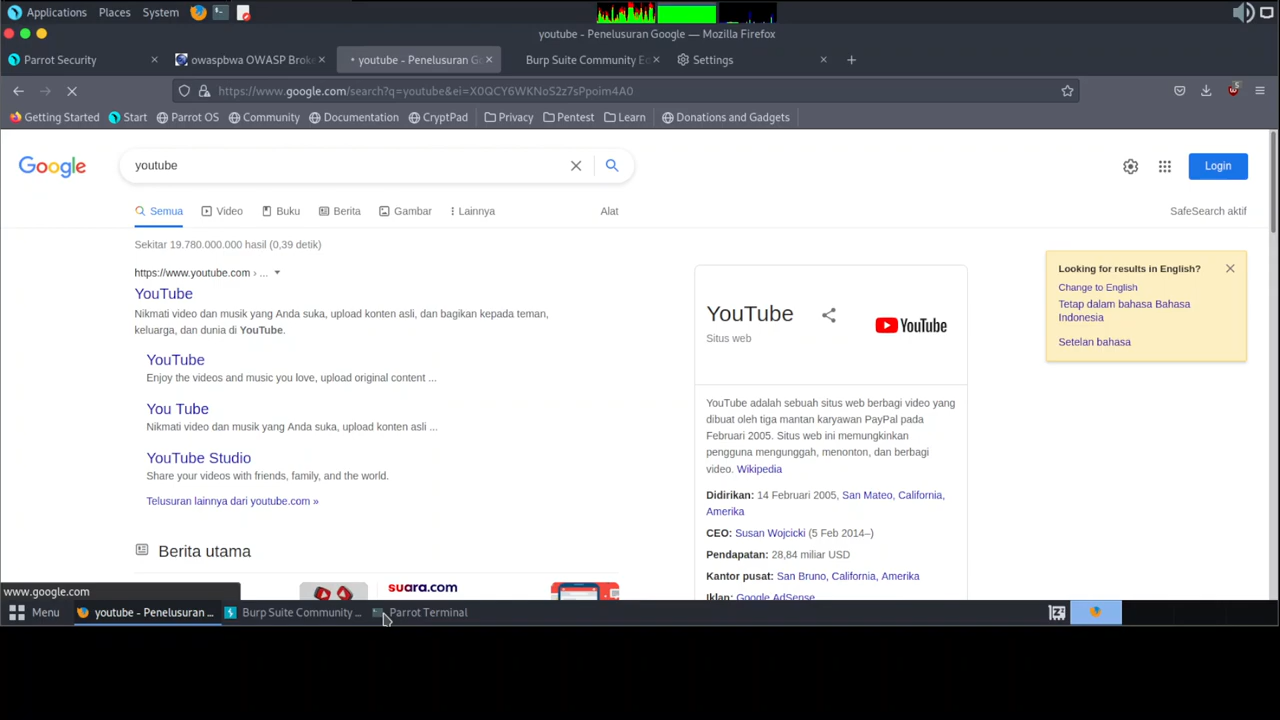 Applications Places System
youtube - Penelusuran Google — Mozilla Firefox
Parrot Security × owaspbwa OWASP Brok × youtube - Penelusuran G × Burp Suite Community Ed × Settings × +
https://www.google.com/search?q=youtube&ei=X0QCY6WKNoS2z7sPpoim4A0
5
Getting Started Start Parrot OS Community Documentation CryptPad Privacy Pentest Learn Donations and Gadgets
Google youtube Login
Semua Video Buku Berita Gambar Lainnya Alat SafeSearch aktif
Sekitar 19.780.000.000 hasil (0,39 detik)
https://www.youtube.com › ...
YouTube
Nikmati video dan musik yang Anda suka, upload konten asli, dan bagikan kepada teman,
keluarga, dan dunia di YouTube.
YouTube
Enjoy the videos and music you love, upload original content ...
You Tube
Nikmati video dan musik yang Anda suka, upload konten asli ...
YouTube Studio
Share your videos with friends, family, and the world.
Telusuran lainnya dari youtube.com »
Berita utama
suara.com
YouTube
Situs web
YouTube
YouTube adalah sebuah situs web berbagi video yang
dibuat oleh tiga mantan karyawan PayPal pada
Februari 2005. Situs web ini memungkinkan
pengguna mengunggah, menonton, dan berbagi
video. Wikipedia
Didirikan: 14 Februari 2005, San Mateo, California,
Amerika
CEO: Susan Wojcicki (5 Feb 2014–)
Pendapatan: 28,84 miliar USD
Kantor pusat: San Bruno, California, Amerika
Iklan: Google AdSense
Looking for results in English?
Change to English
Tetap dalam bahasa Bahasa
Indonesia
Setelan bahasa
www.google.com
Menu youtube - Penelusuran ... Burp Suite Community ... Parrot Terminal